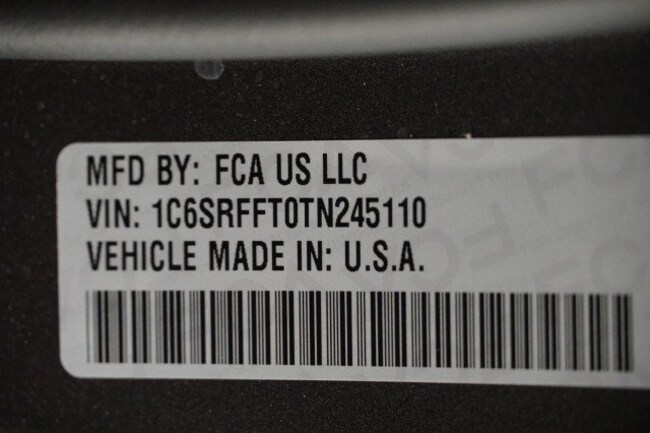 MFD BY: FCA US LLC
VIN: 1C6SRFFT0TN245110
VEHICLE MADE IN: U.S.A.